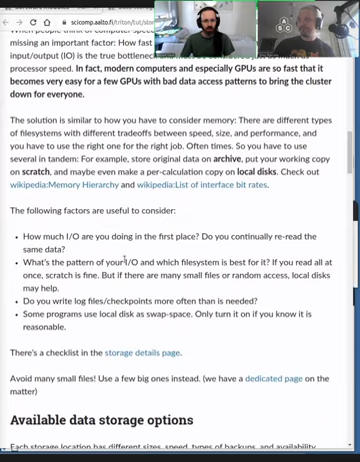 scicomp.aalto.fi/triton/tut/stor
missing an important factor: How fast
input/output (IO) is the true bottleneck
processor speed. In fact, modern computers and especially GPUs are so fast that it
becomes very easy for a few GPUs with bad data access patterns to bring the cluster
down for everyone.
The solution is similar to how you have to consider memory: There are different
types of filesystems with different tradeoffs between speed, size, and performance, and
you have to use the right one for the right job. Often times. So you have to use
several in tandem: For example, store original data on archive, put your working copy
on scratch, and maybe even make a per-calculation copy on local disks. Check out
wikipedia:Memory Hierarchy and wikipedia:List of interface bit rates.
The following factors are useful to consider:
• How much I/O are you doing in the first place? Do you continually re-read the
same data?
• What's the pattern of your I/O and which filesystem is best for it? If you read all at
once, scratch is fine. But if there are many small files or random access, local disks
may help.
• Do you write log files/checkpoints more often than is needed?
• Some programs use local disk as swap-space. Only turn it on if you know it is
reasonable.
There's a checklist in the storage details page.
Avoid many small files! Use a few big ones instead. (we have a dedicated page on the
matter)
Available data storage options
Each storage location has different sizes, speed, types of backups, and availability.